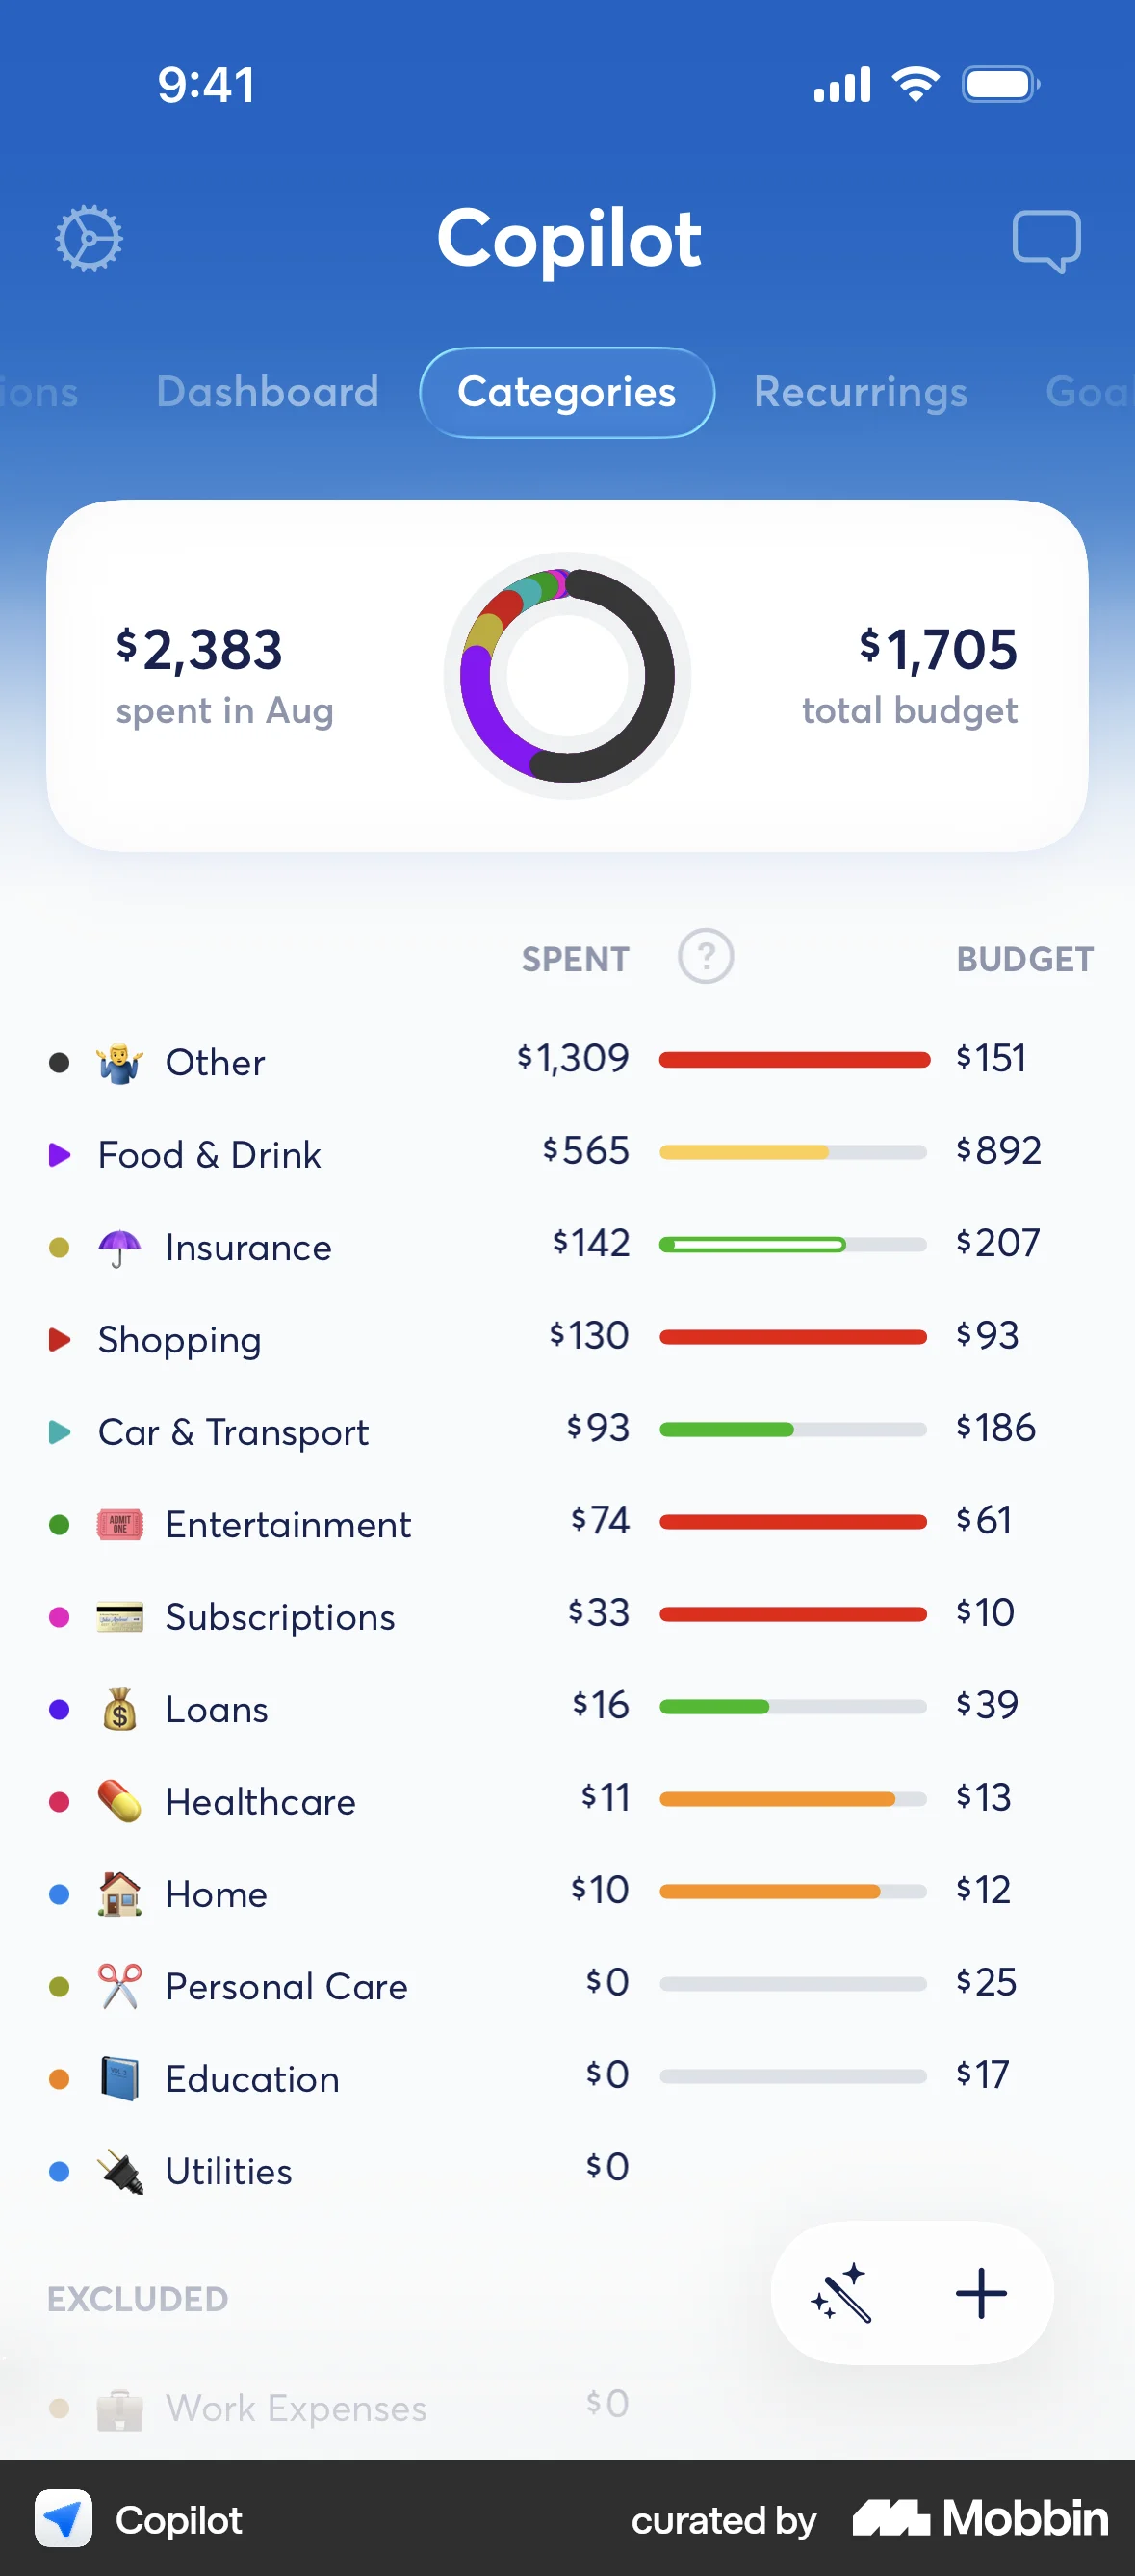 9:41
Copilot
ions Dashboard Categories Recurrings Goa
$2,383 $1,705
spent in Aug total budget
SPENT ? BUDGET
Other $1,309 $151
Food & Drink $565 $892
Insurance $142 $207
Shopping $130 $93
Car & Transport $93 $186
ADMIT
ONE
Entertainment $74 $61
Subscriptions $33 $10
Loans $16 $39
Healthcare $11 $13
Home $10 $12
Personal Care $0 $25
Education $0 $17
Utilities $0
EXCLUDED
Work Expenses $0
Copilot curated by Mobbin